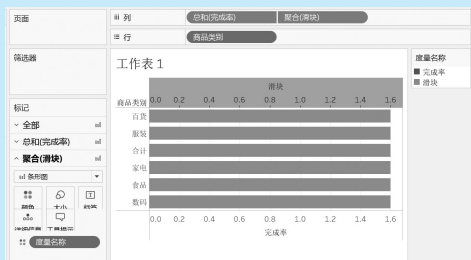 页面
iii 列
总和(完成率)
聚合(滑块)
行
商品类别
筛选器
工作表 1
度量名称
完成率
滑块
滑块
商品类别
0.0 0.2 0.4 0.6 0.8 1.0 1.2 1.4 1.6
标记
全部
总和(完成率)
聚合(滑块)
条形图
颜色 大小 标签
详细信息 工具提示
度量名称
百货
服装
合计
家电
食品
数码
0.0 0.2 0.4 0.6 0.8 1.0 1.2 1.4 1.6
完成率